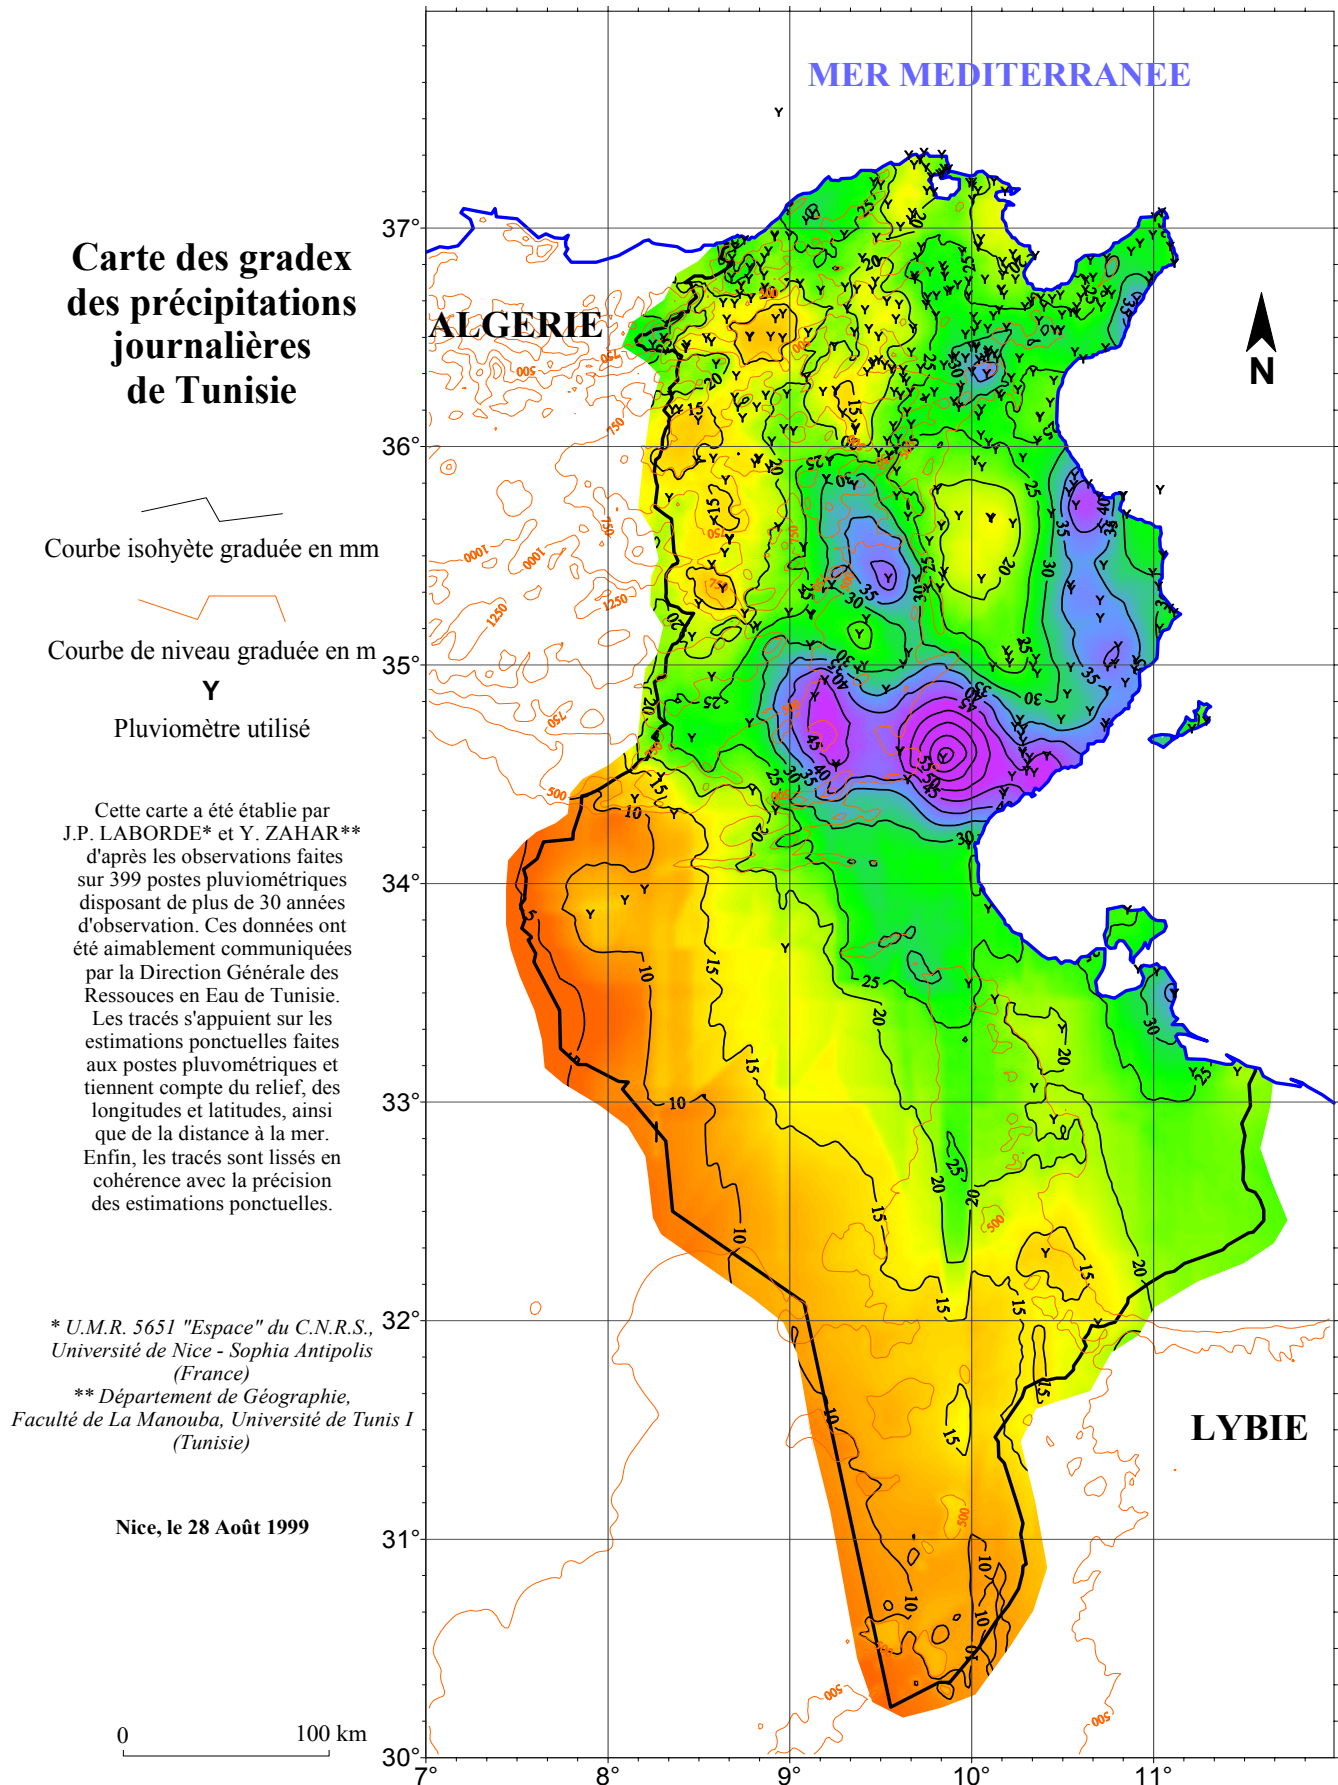 MER MEDITERRANEE
Carte des gradex
des précipitations
journalières
de Tunisie
ALGERIE
N
Courbe isohyète graduée en mm
Courbe de niveau graduée en m
Y
Pluviomètre utilisé
Cette carte a été établie par
J.P. LABORDE* et Y. ZAHAR**
d'après les observations faites
sur 399 postes pluviométriques
disposant de plus de 30 années
d'observation. Ces données ont
été aimablement communiquées
par la Direction Générale des
Ressouces en Eau de Tunisie.
Les tracés s'appuient sur les
estimations ponctuelles faites
aux postes pluvométriques et
tiennent compte du relief, des
longitudes et latitudes, ainsi
que de la distance à la mer.
Enfin, les tracés sont lissés en
cohérence avec la précision
des estimations ponctuelles.
* U.M.R. 5651 "Espace" du C.N.R.S.,
Université de Nice - Sophia Antipolis
(France)
** Département de Géographie,
Faculté de La Manouba, Université de Tunis I
(Tunisie)
LYBIE
Nice, le 28 Août 1999
0 100 km
37°
36°
35°
34°
33°
32°
31°
30°
7° 8° 9° 10° 11°